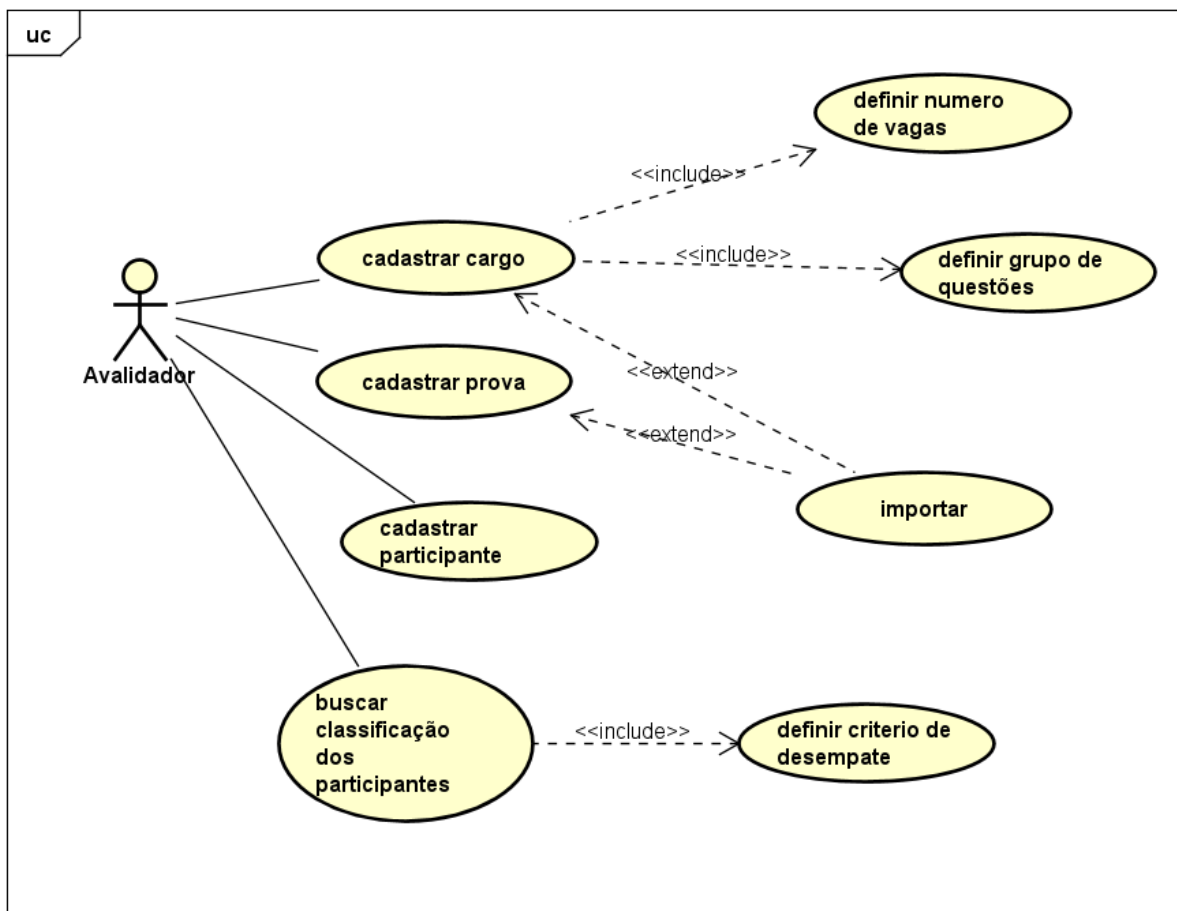 uc
definir numero
de vagas
<<include>>
cadastrar cargo
<<include>>
definir grupo de
questões
Avalidador
cadastrar prova
<<extend>>
<<extend>>
importar
cadastrar
participante
buscar
classificação
dos
participantes
<<include>>
definir criterio de
desempate